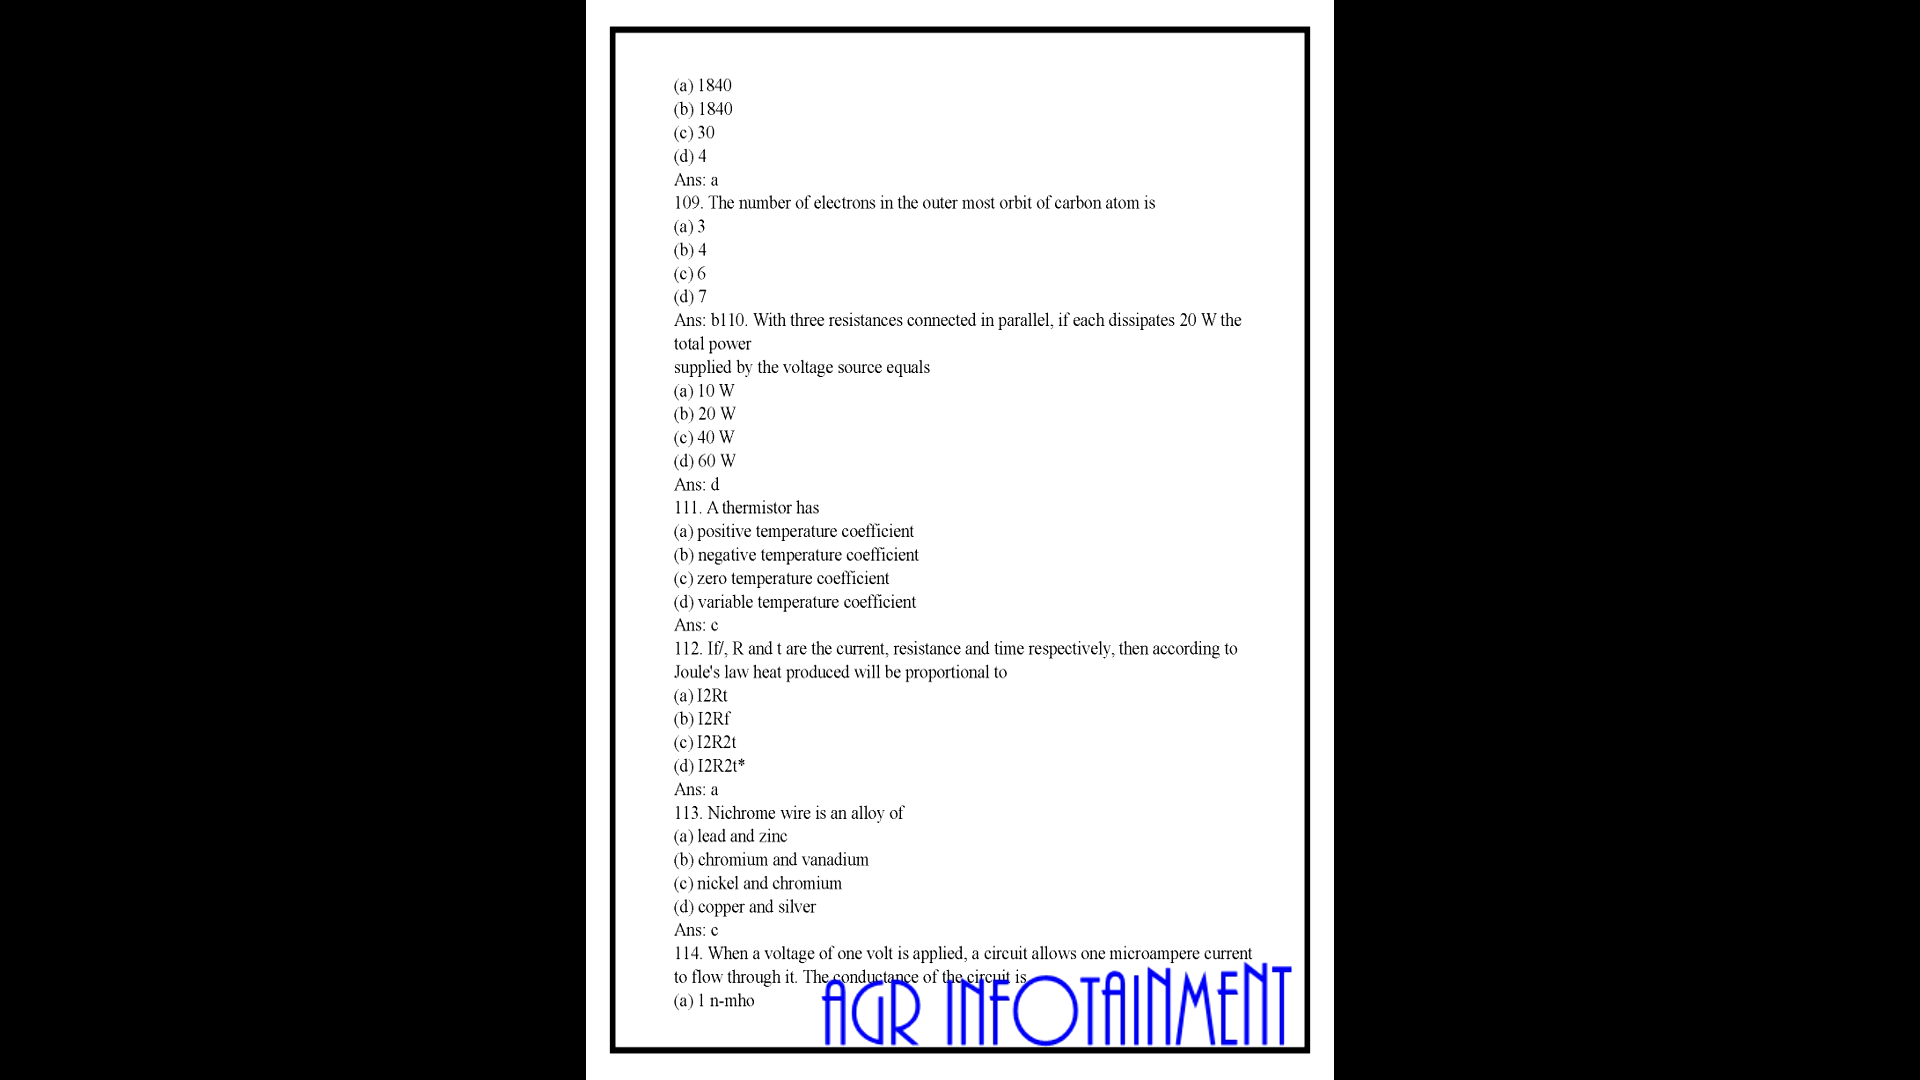 (a) 1840
(b) 1840
(c) 30
(d) 4
Ans: a
109. The number of electrons in the outer most orbit of carbon atom is
(a) 3
(b) 4
(c) 6
(d) 7
Ans: b110. With three resistances connected in parallel, if each dissipates 20 W the
total power
supplied by the voltage source equals
(a) 10 W
(b) 20 W
(c) 40 W
(d) 60 W
Ans: d
111. A thermistor has
(a) positive temperature coefficient
(b) negative temperature coefficient
(c) zero temperature coefficient
(d) variable temperature coefficient
Ans: c
112. If/, R and t are the current, resistance and time respectively, then according to
Joule's law heat produced will be proportional to
(a) I2Rt
(b) I2Rf
(c) I2R2t
(d) I2R2t*
Ans: a
113. Nichrome wire is an alloy of
(a) lead and zinc
(b) chromium and vanadium
(c) nickel and chromium
(d) copper and silver
Ans: c
114. When a voltage of one volt is applied, a circuit allows one microampere current
to flow through it. The conductance of the circuit is
(a) 1 n-mho
AGR INFOTAINMENT